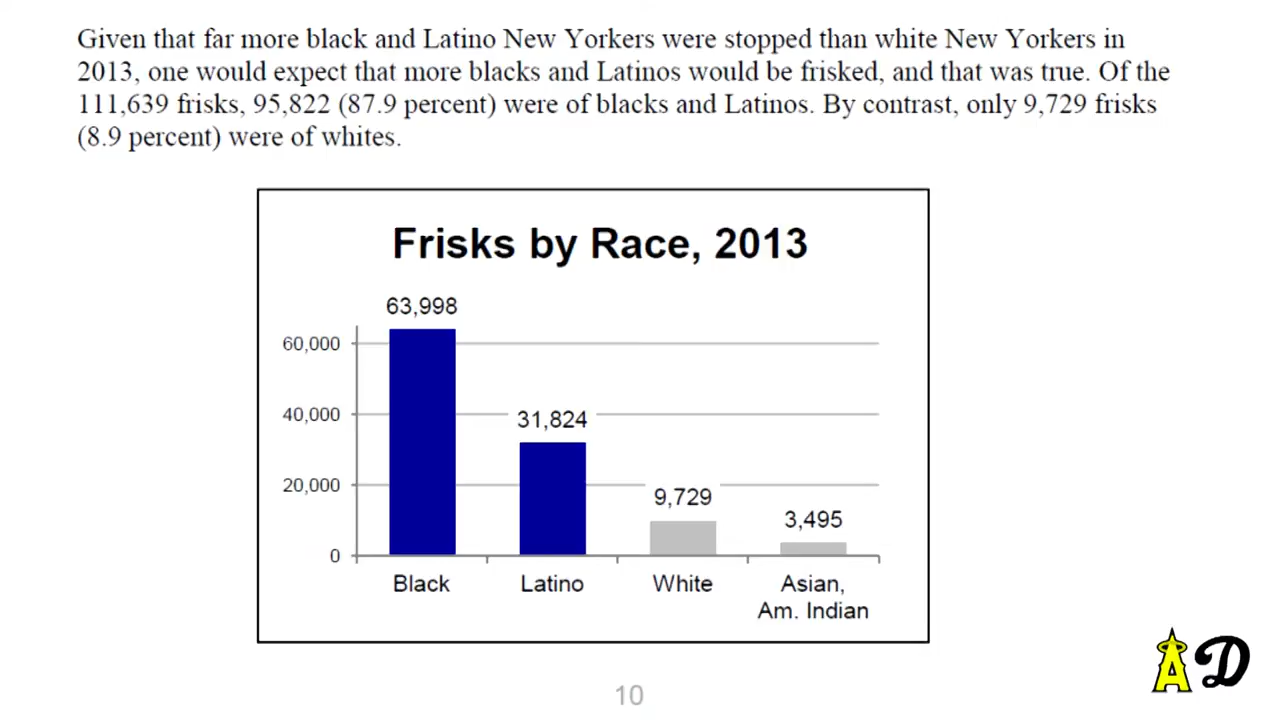 Given that far more black and Latino New Yorkers were stopped than white New Yorkers in
2013, one would expect that more blacks and Latinos would be frisked, and that was true. Of the
111,639 frisks, 95,822 (87.9 percent) were of blacks and Latinos. By contrast, only 9,729 frisks
(8.9 percent) were of whites.
Frisks by Race, 2013
63,998
60,000
40,000
31,824
20,000
9,729
3,495
0
Black
Latino
White
Asian,
Am. Indian
10
A D